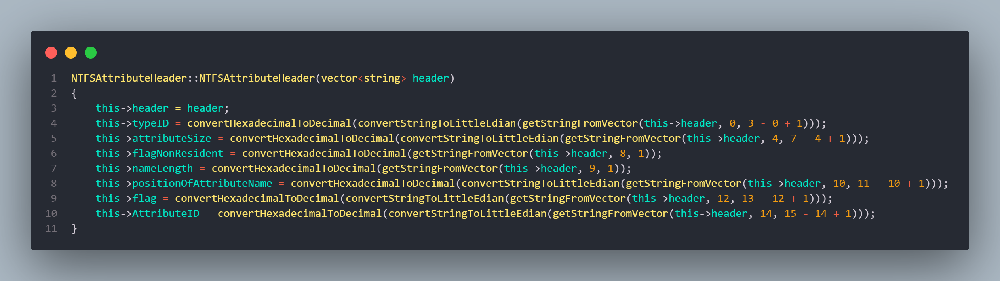 1 NTFSAttributeHeader::NTFSAttributeHeader(vector<string> header)
2 {
3     this->header = header;
4     this->typeID = convertHexadecimalToDecimal(convertStringToLittleEdian(getStringFromVector(this->header, 0, 3 - 0 + 1)));
5     this->attributeSize = convertHexadecimalToDecimal(convertStringToLittleEdian(getStringFromVector(this->header, 4, 7 - 4 + 1)));
6     this->flagNonResident = convertHexadecimalToDecimal(getStringFromVector(this->header, 8, 1));
7     this->nameLength = convertHexadecimalToDecimal(getStringFromVector(this->header, 9, 1));
8     this->positionOfAttributeName = convertHexadecimalToDecimal(convertStringToLittleEdian(getStringFromVector(this->header, 10, 11 - 10 + 1)));
9     this->flag = convertHexadecimalToDecimal(convertStringToLittleEdian(getStringFromVector(this->header, 12, 13 - 12 + 1)));
10     this->AttributeID = convertHexadecimalToDecimal(convertStringToLittleEdian(getStringFromVector(this->header, 14, 15 - 14 + 1)));
11 }